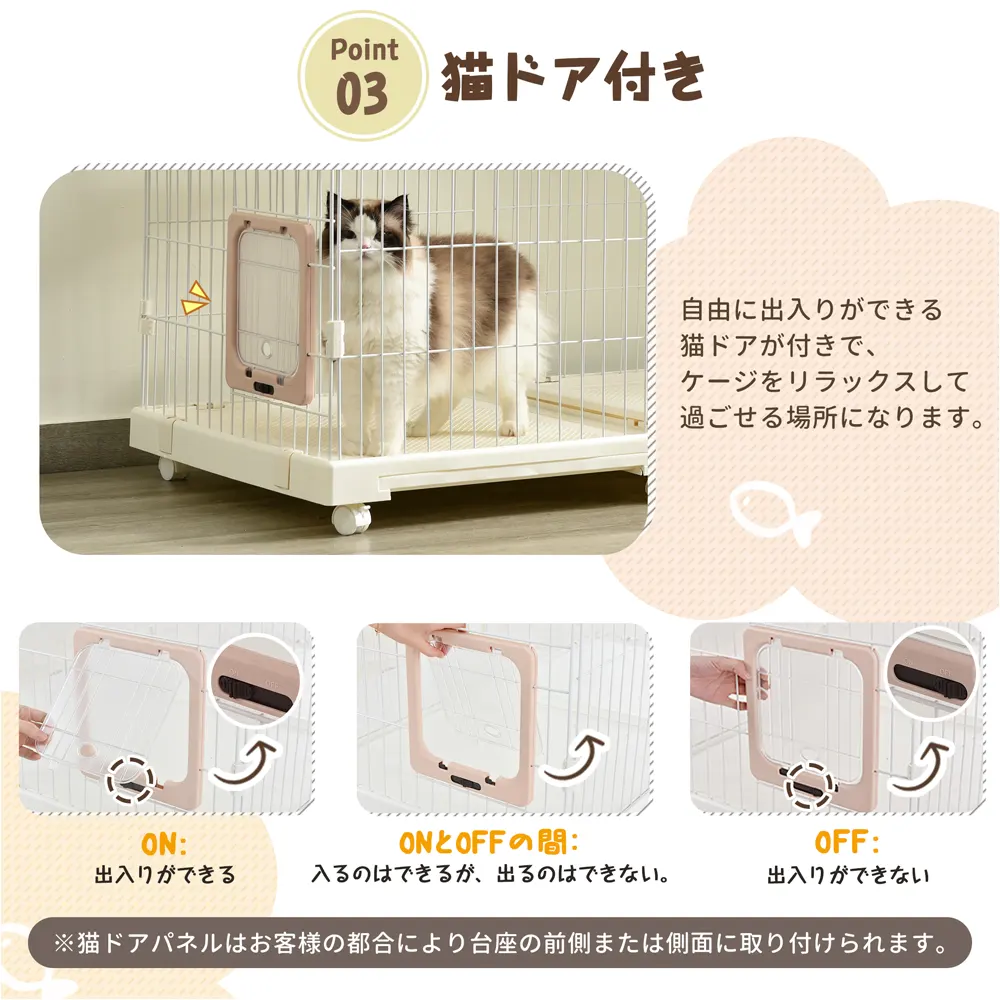 Point
03
猫ドア付き
自由に出入りができる
猫ドアが付きで、
ケージをリラックスして
過ごせる場所になります。
ON:
出入りができる
ONとOFFの間:
入るのはできるが、出るのはできない。
OFF:
出入りができない
※猫ドアパネルはお客様の都合により台座の前側または側面に取り付けられます。